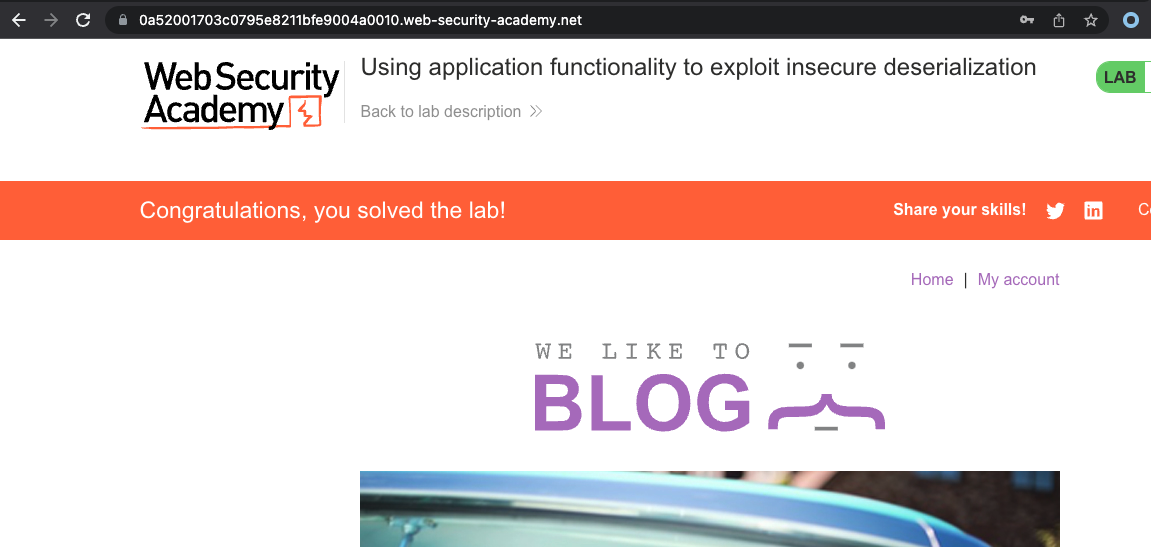 0a52001703c0795e8211bfe9004a0010.web-security-academy.net
Web Security
Academy
Using application functionality to exploit insecure deserialization
Back to lab description
LAB
Congratulations, you solved the lab!
Share your skills!
Home | My account
WE LIKE TO
BLOG